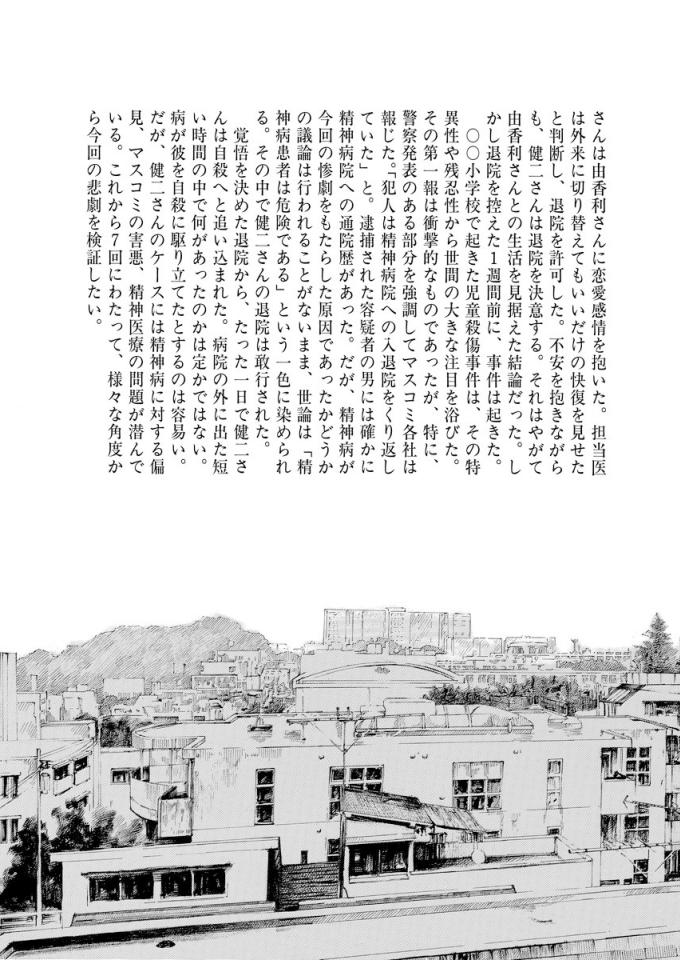 さんは由香利さんに恋愛感情を抱いた。担当医
は外来に切り替えてもいいだけの快復を見せた
と判断し、退院を許可した。不安を抱きながら
も、健二さんは退院を決意する。それはやがて
由香利さんとの生活を見据えた結論だった。し
かし退院を控えた1週間前に、事件は起きた。
　〇〇小学校で起きた児童殺傷事件は、その特
異性や残忍性から世間の大きな注目を浴びた。
その第一報は衝撃的なものであったが、特に、
警察発表のある部分を強調してマスコミ各社は
報じた。「犯人は精神病院への入退院をくり返し
ていた」と。逮捕された容疑者の男には確かに
精神病院への通院歴があった。だが、精神病が
今回の惨劇をもたらした原因であったかどうか
の議論は行われることがないまま、世論は「精
神病患者は危険である」という一色に染められ
る。その中で健二さんの退院は敢行された。
　覚悟を決めた退院から、たった一日で健二さ
んは自殺へと追い込まれた。病院の外に出た短
い時間の中で何があったのかは定かではない。
病が彼を自殺に駆り立てたとするのは容易い。
だが、健二さんのケースには精神病に対する偏
見、マスコミの害悪、精神医療の問題が潜んで
いる。これから7回にわたって、様々な角度か
ら今回の悲劇を検証したい。